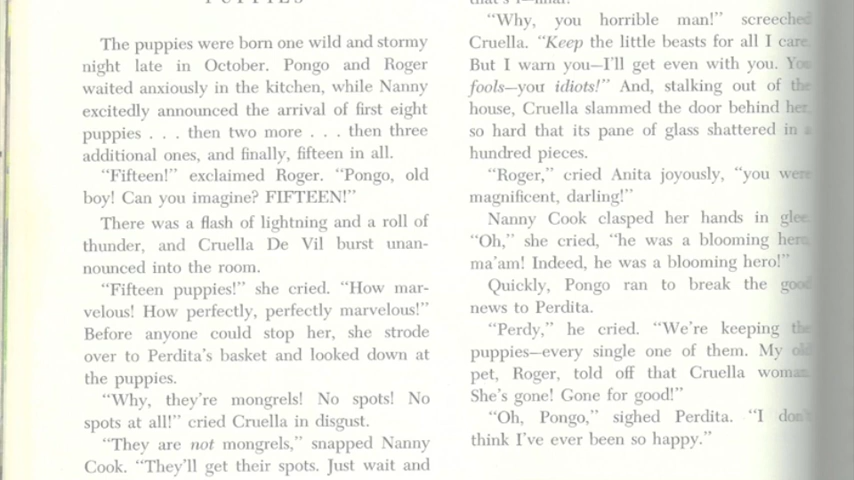 PUPPIES
The puppies were born one wild and stormy
night late in October. Pongo and Roger
waited anxiously in the kitchen, while Nanny
excitedly announced the arrival of first eight
puppies . . . then two more . . . then three
additional ones, and finally, fifteen in all.
“Fifteen!” exclaimed Roger. “Pongo, old
boy! Can you imagine? FIFTEEN!”
There was a flash of lightning and a roll of
thunder, and Cruella De Vil burst unan-
nounced into the room.
“Fifteen puppies!” she cried. “How mar-
velous! How perfectly, perfectly marvelous!”
Before anyone could stop her, she strode
over to Perdita’s basket and looked down at
the puppies.
“Why, they’re mongrels! No spots! No
spots at all!” cried Cruella in disgust.
“They are not mongrels,” snapped Nanny
Cook. “They’ll get their spots. Just wait and
that’s f—final.”
“Why, you horrible man!” screeched
Cruella. “Keep the little beasts for all I care.
But I warn you—I’ll get even with you. You
fools—you idiots!” And, stalking out of the
house, Cruella slammed the door behind her,
so hard that its pane of glass shattered in a
hundred pieces.
“Roger,” cried Anita joyously, “you were
magnificent, darling!”
Nanny Cook clasped her hands in glee.
“Oh,” she cried, “he was a blooming hero,
ma’am! Indeed, he was a blooming hero!”
Quickly, Pongo ran to break the good
news to Perdita.
“Perdy,” he cried. “We’re keeping the
puppies—every single one of them. My old
pet, Roger, told off that Cruella woman.
She’s gone! Gone for good!”
“Oh, Pongo,” sighed Perdita. “I don’t
think I’ve ever been so happy.”